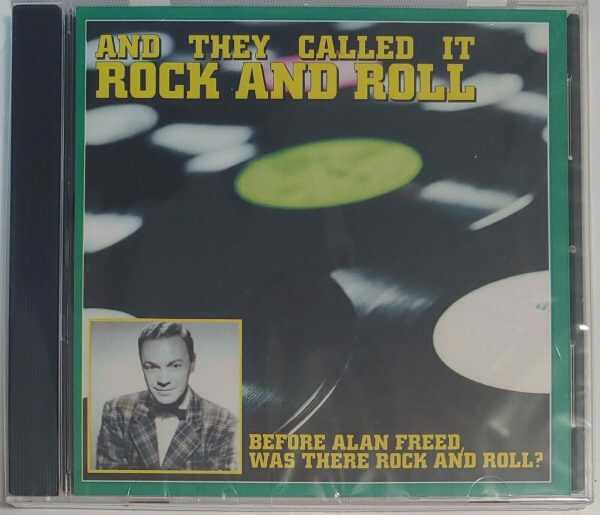 AND THEY CALLED IT
ROCK AND ROLL
BEFORE ALAN FREED,
WAS THERE ROCK AND ROLL?